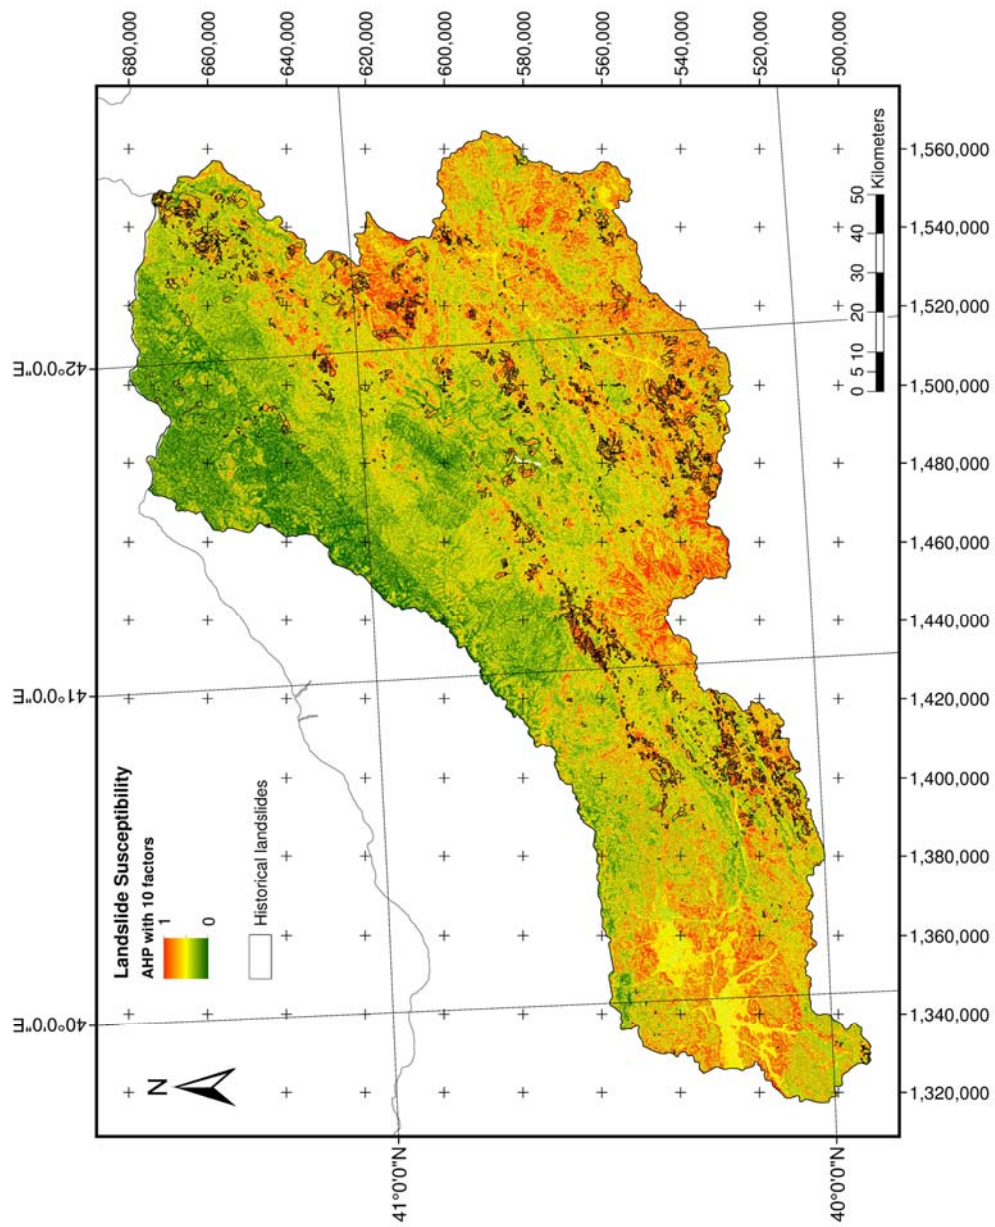 40°0'0"E
41°0'0"E
42°0'0"E
N
Landslide Susceptibility
AHP with 10 factors
1
0
Historical landslides
680,000
660,000
640,000
620,000
600,000
580,000
560,000
540,000
520,000
500,000
41°0'0"N
40°0'0"N
0 5 10 20 30 40 50
Kilometers
1,320,000
1,340,000
1,360,000
1,380,000
1,400,000
1,420,000
1,440,000
1,460,000
1,480,000
1,500,000
1,520,000
1,540,000
1,560,000